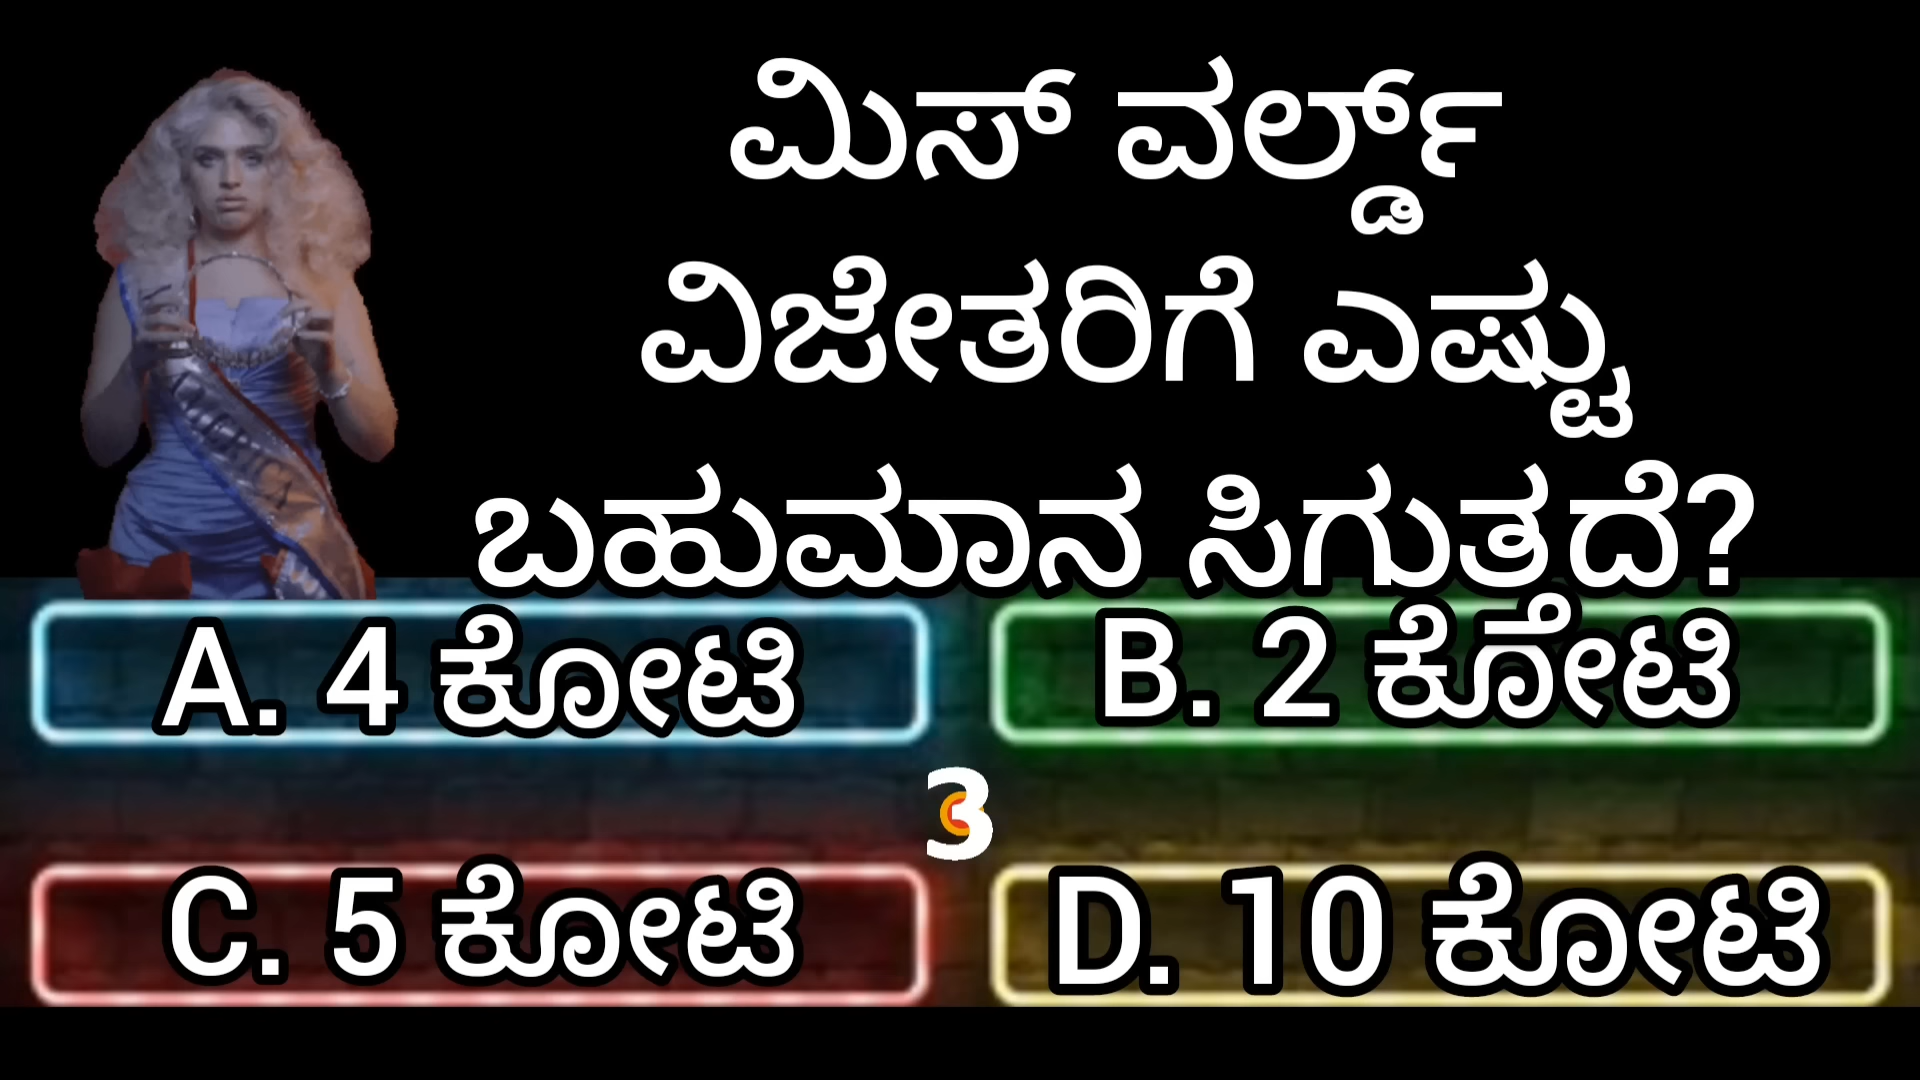 ಮಿಸ್ ವರ್ಲ್ಡ್
ವಿಜೇತರಿಗೆ ಎಷ್ಟು
ಬಹುಮಾನ ಸಿಗುತ್ತದೆ?
A. 4 ಕೋಟಿ
B. 2 ಕೋಟಿ
3
C. 5 ಕೋಟಿ
D. 10 ಕೋಟಿ